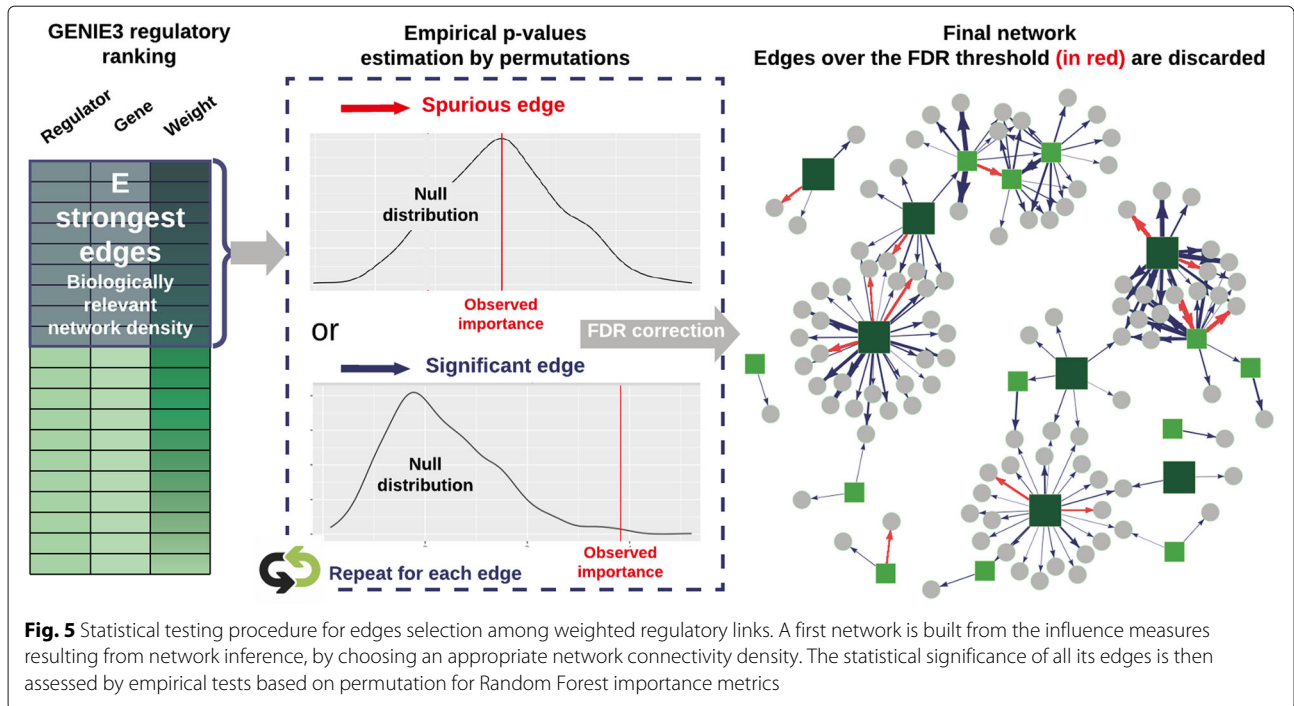 GENIE3 regulatory
ranking
Regulator
Gene
Weight
E
strongest
edges
Biologically
relevant
network density
Empirical p-values
estimation by permutations
Spurious edge
Null
distribution
Observed
importance
or
Significant edge
Null
distribution
Observed
importance
Repeat for each edge
FDR correction
Final network
Edges over the FDR threshold (in red) are discarded
Fig. 5 Statistical testing procedure for edges selection among weighted regulatory links. A first network is built from the influence measures
resulting from network inference, by choosing an appropriate network connectivity density. The statistical significance of all its edges is then
assessed by empirical tests based on permutation for Random Forest importance metrics